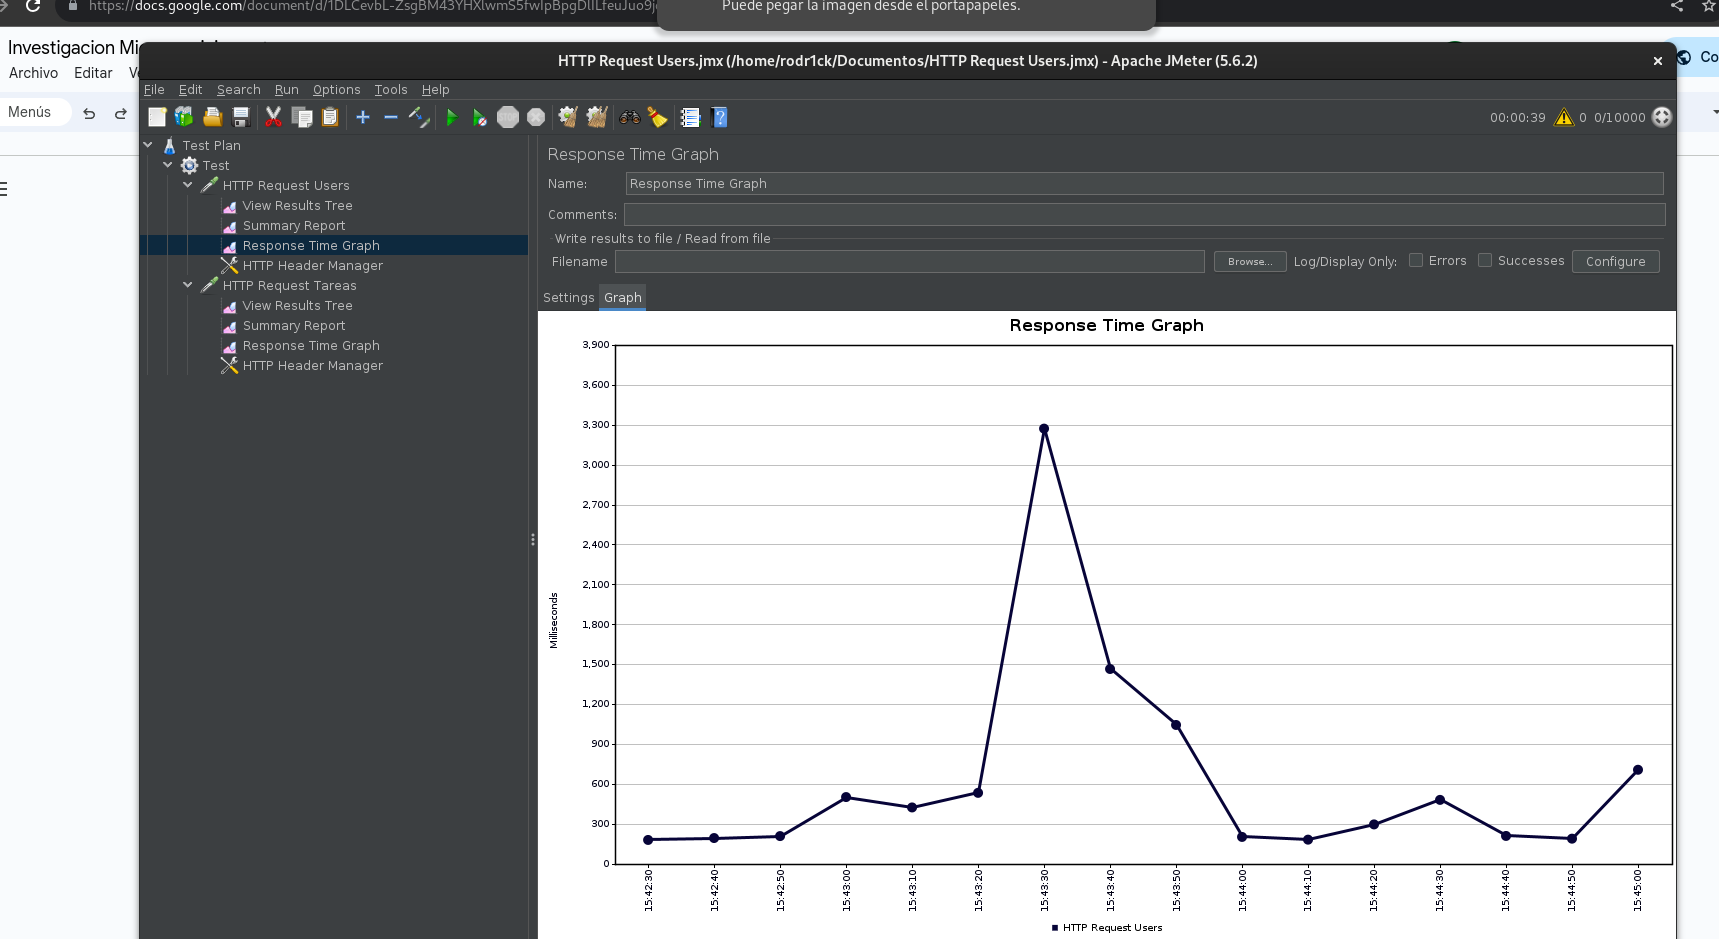 https://docs.google.com/document/d/1DLCevbL-ZsgBM43YHXlwmS5fwIpBpgDlILfeuJuo9j
Puede pegar la imagen desde el portapapeles.
Investigacion Mi
Archivo Editar V
Menús
Co
HTTP Request Users.jmx (/home/rodr1ck/Documentos/HTTP Request Users.jmx) - Apache JMeter (5.6.2)
File Edit Search Run Options Tools Help
00:00:39 0 0/10000
Test Plan
Test
HTTP Request Users
View Results Tree
Summary Report
Response Time Graph
HTTP Header Manager
HTTP Request Tareas
View Results Tree
Summary Report
Response Time Graph
HTTP Header Manager
Response Time Graph
Name: Response Time Graph
Comments:
Write results to file / Read from file
Filename Browse... Log/Display Only: Errors Successes Configure
Settings Graph
Response Time Graph
3,900
3,600
3,300
3,000
2,700
2,400
2,100
1,800
1,500
1,200
900
600
300
0
Milliseconds
15:42:30 15:42:40 15:42:50 15:43:00 15:43:10 15:43:20 15:43:30 15:43:40 15:43:50 15:44:00 15:44:10 15:44:20 15:44:30 15:44:40 15:44:50 15:45:00
HTTP Request Users